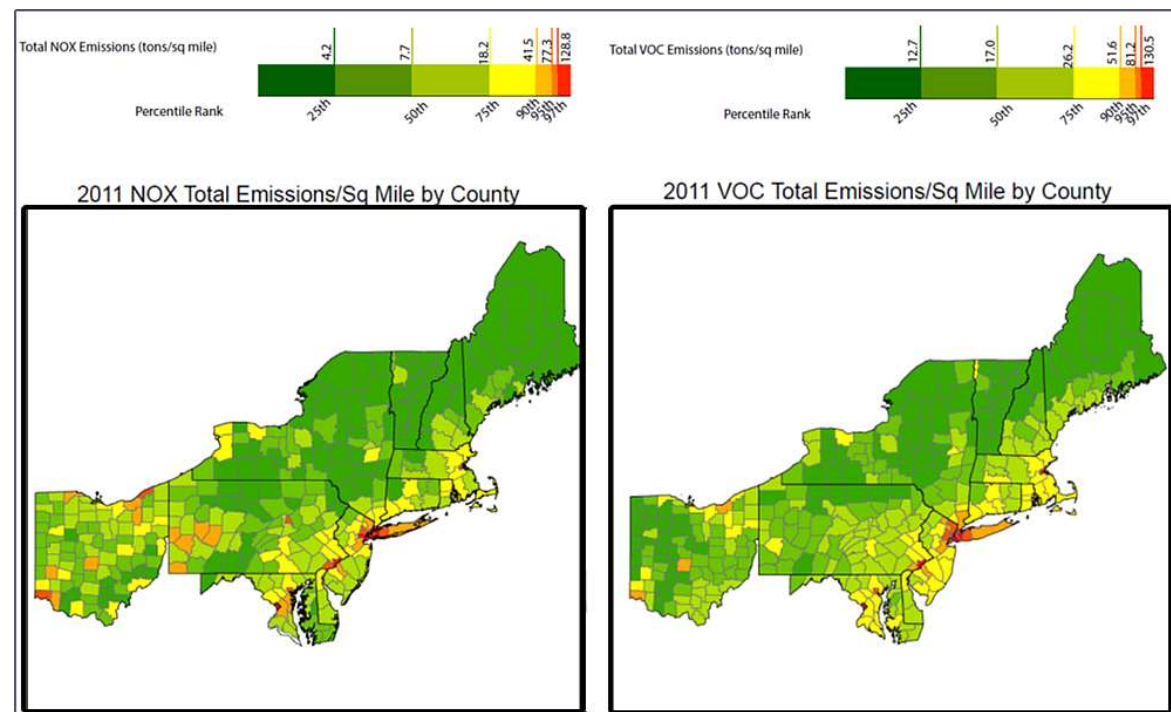 Total NOX Emissions (tons/sq mile)
4.2
7.7
18.2
41.5
77.3
128.8
Percentile Rank
25th
50th
75th
90th
95th
97th
Total VOC Emissions (tons/sq mile)
12.7
17.0
26.2
51.6
81.2
130.5
Percentile Rank
25th
50th
75th
90th
95th
97th
2011 NOX Total Emissions/Sq Mile by County
2011 VOC Total Emissions/Sq Mile by County